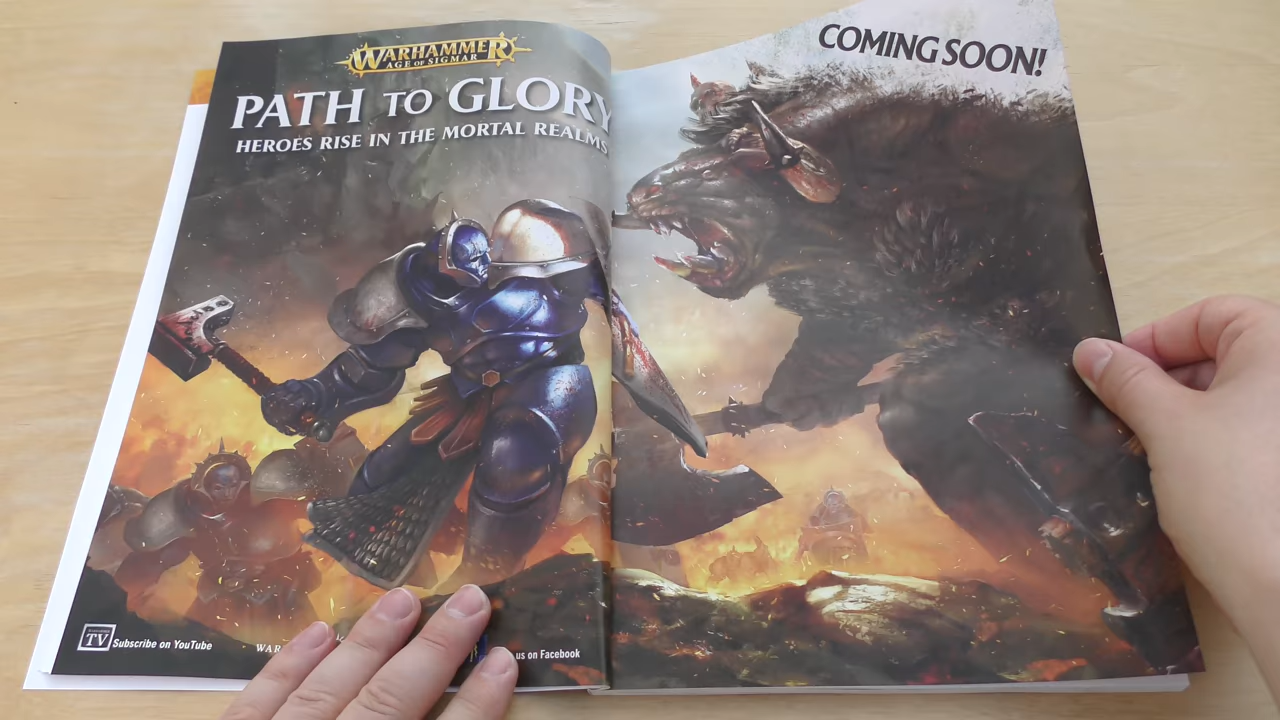 WARHAMMER
AGE OF SIGMAR
PATH TO GLORY
HEROES RISE IN THE MORTAL REALMS
COMING SOON!
TV Subscribe on YouTube
us on Facebook